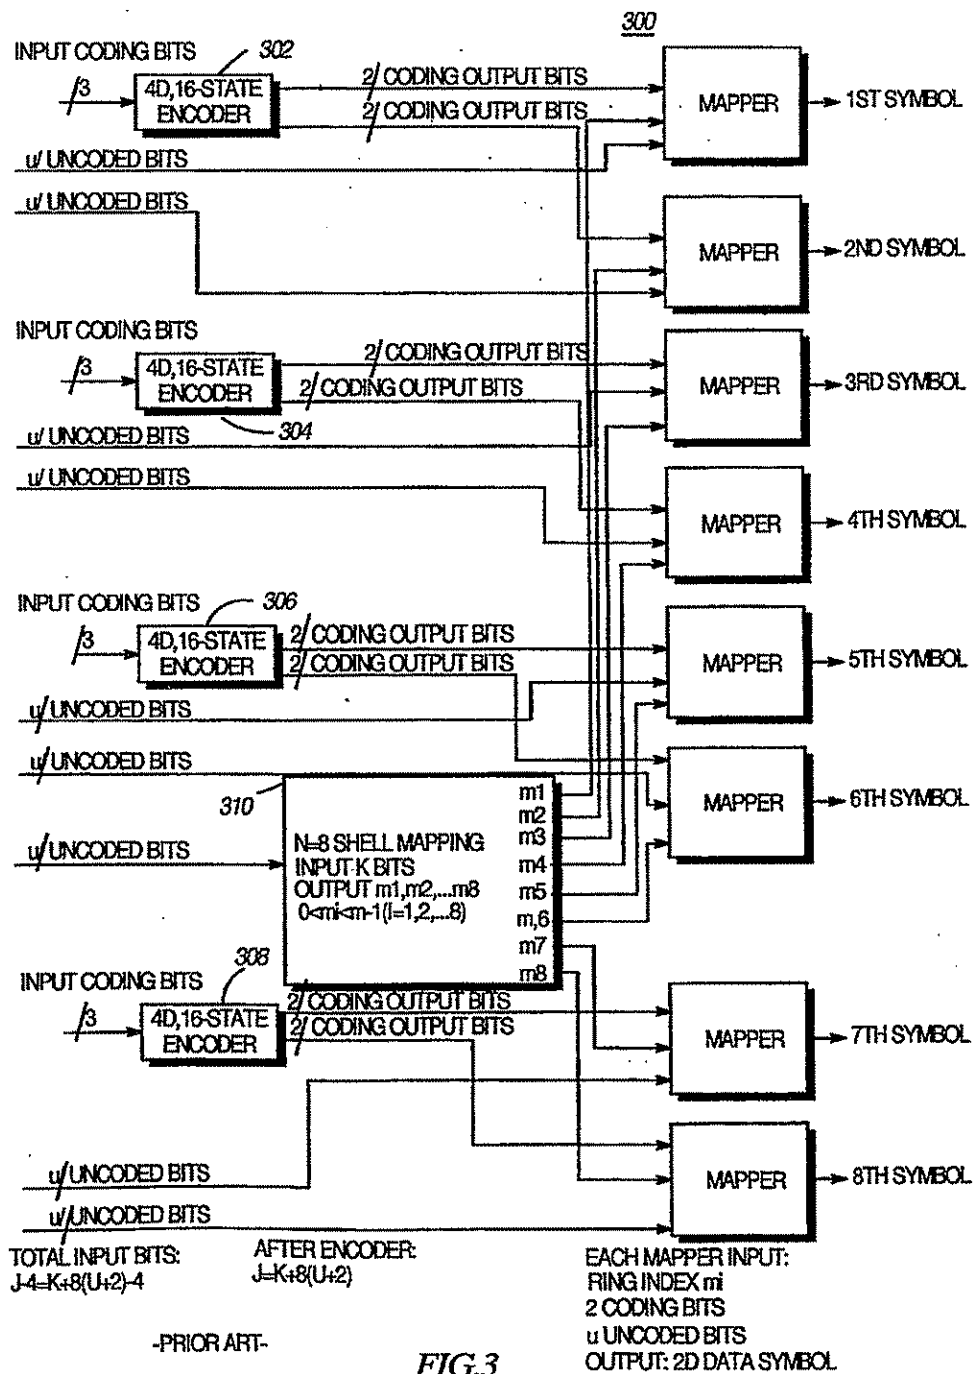 300
INPUT CODING BITS
302
3
4D,16-STATE
ENCODER
2/ CODING OUTPUT BITS
2/ CODING OUTPUT BITS
MAPPER
1ST SYMBOL
u/ UNCODED BITS
u/ UNCODED BITS
MAPPER
2ND SYMBOL
INPUT CODING BITS
3
4D,16-STATE
ENCODER
304
2/ CODING OUTPUT BITS
2/ CODING OUTPUT BITS
MAPPER
3RD SYMBOL
u/ UNCODED BITS
u/ UNCODED BITS
MAPPER
4TH SYMBOL
INPUT CODING BITS
306
3
4D,16-STATE
ENCODER
2/ CODING OUTPUT BITS
2/ CODING OUTPUT BITS
MAPPER
5TH SYMBOL
u/ UNCODED BITS
u/ UNCODED BITS
MAPPER
6TH SYMBOL
310
u/ UNCODED BITS
N=8 SHELL MAPPING
INPUT K BITS
OUTPUT m1,m2,...m8
0<mi<m-1(I=1,2,...8)
m1
m2
m3
m4
m5
m,6
m7
m8
INPUT CODING BITS
308
3
4D,16-STATE
ENCODER
2/ CODING OUTPUT BITS
2/ CODING OUTPUT BITS
MAPPER
7TH SYMBOL
u/ UNCODED BITS
u/ UNCODED BITS
MAPPER
8TH SYMBOL
TOTAL INPUT BITS:
J-4=K+8(U+2)-4
AFTER ENCODER:
J=K+8(U+2)
EACH MAPPER INPUT:
RING INDEX mi
2 CODING BITS
u UNCODED BITS
OUTPUT: 2D DATA SYMBOL
-PRIOR ART-
FIG.3